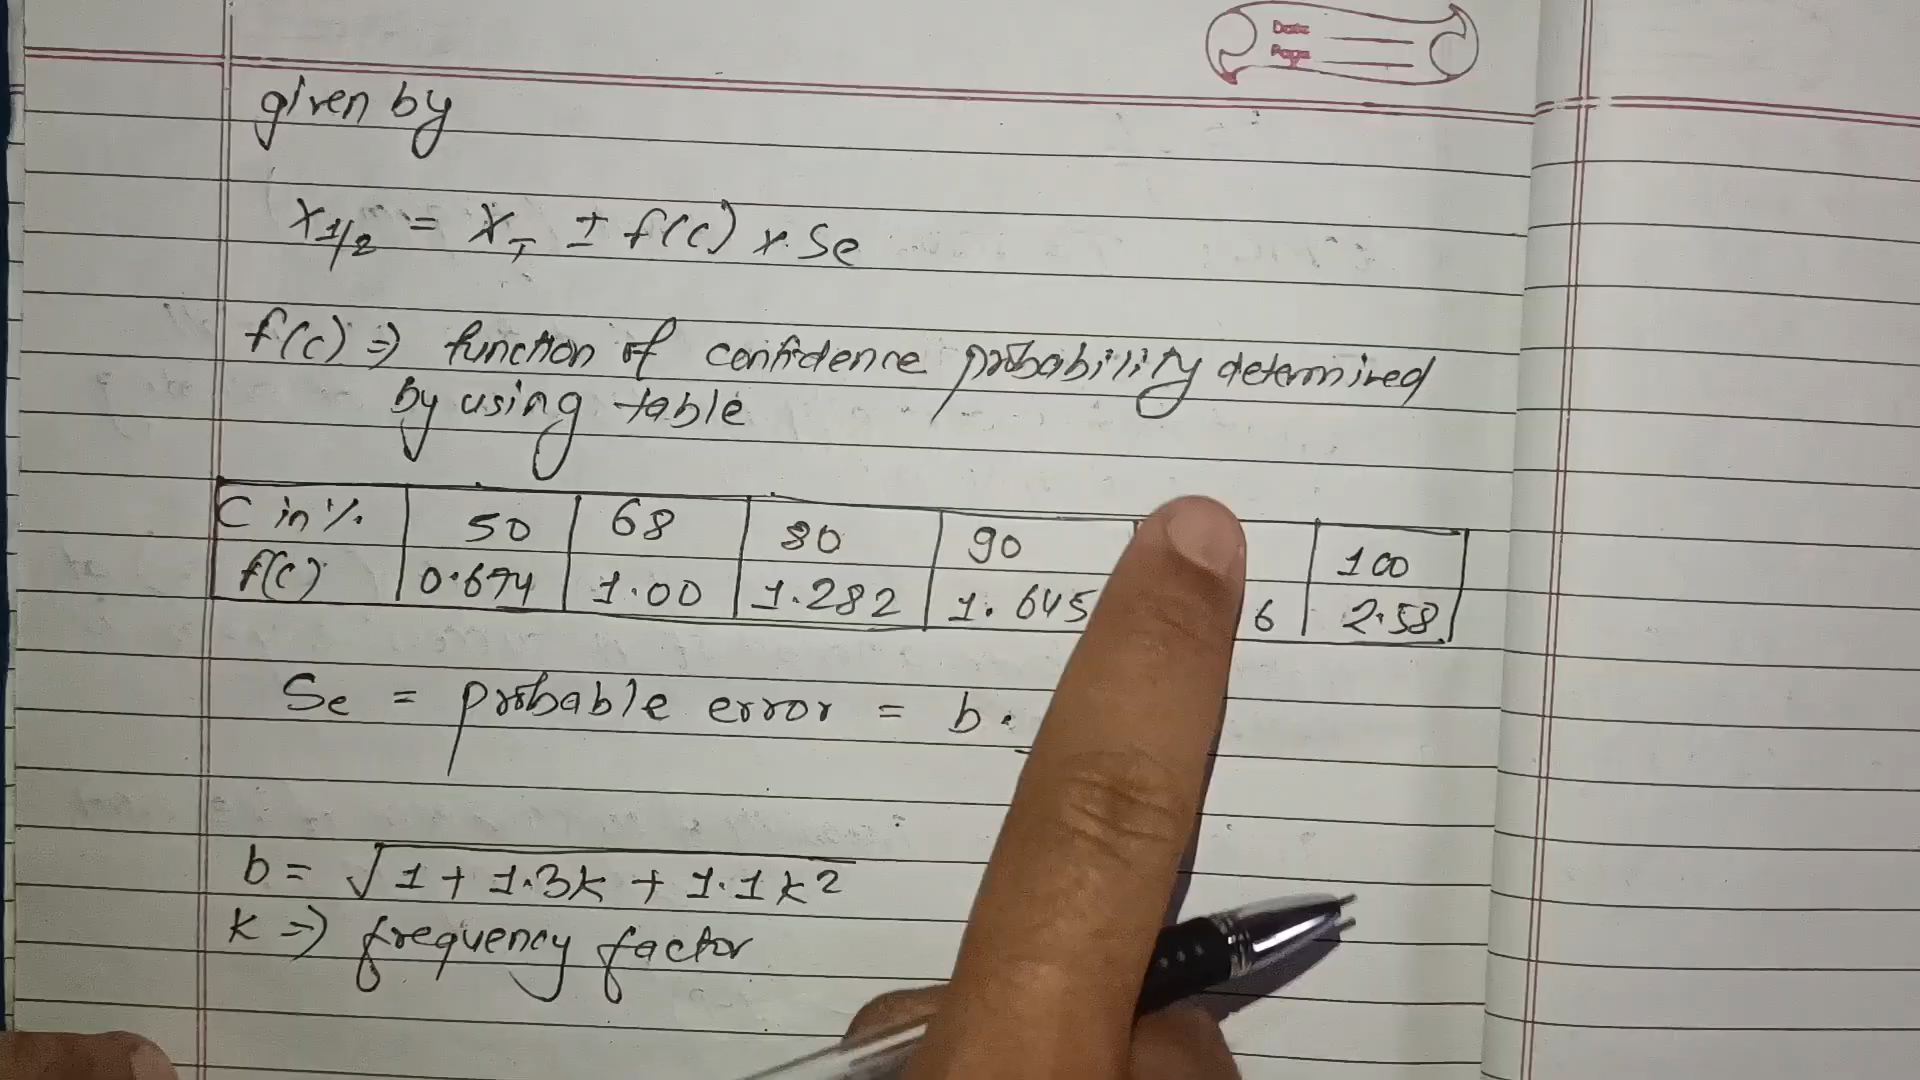 Date
Page
given by
X1/2 = XT ± f(c) x Se
f(c) ⇒ function of confidence probability determined
by using table
C in % 50 68 80 90 100
f(c) 0.674 1.00 1.282 1.645 6 2.58
Se = probable error = b.
b = √1 + 1.3k + 1.1k²
k ⇒ frequency factor